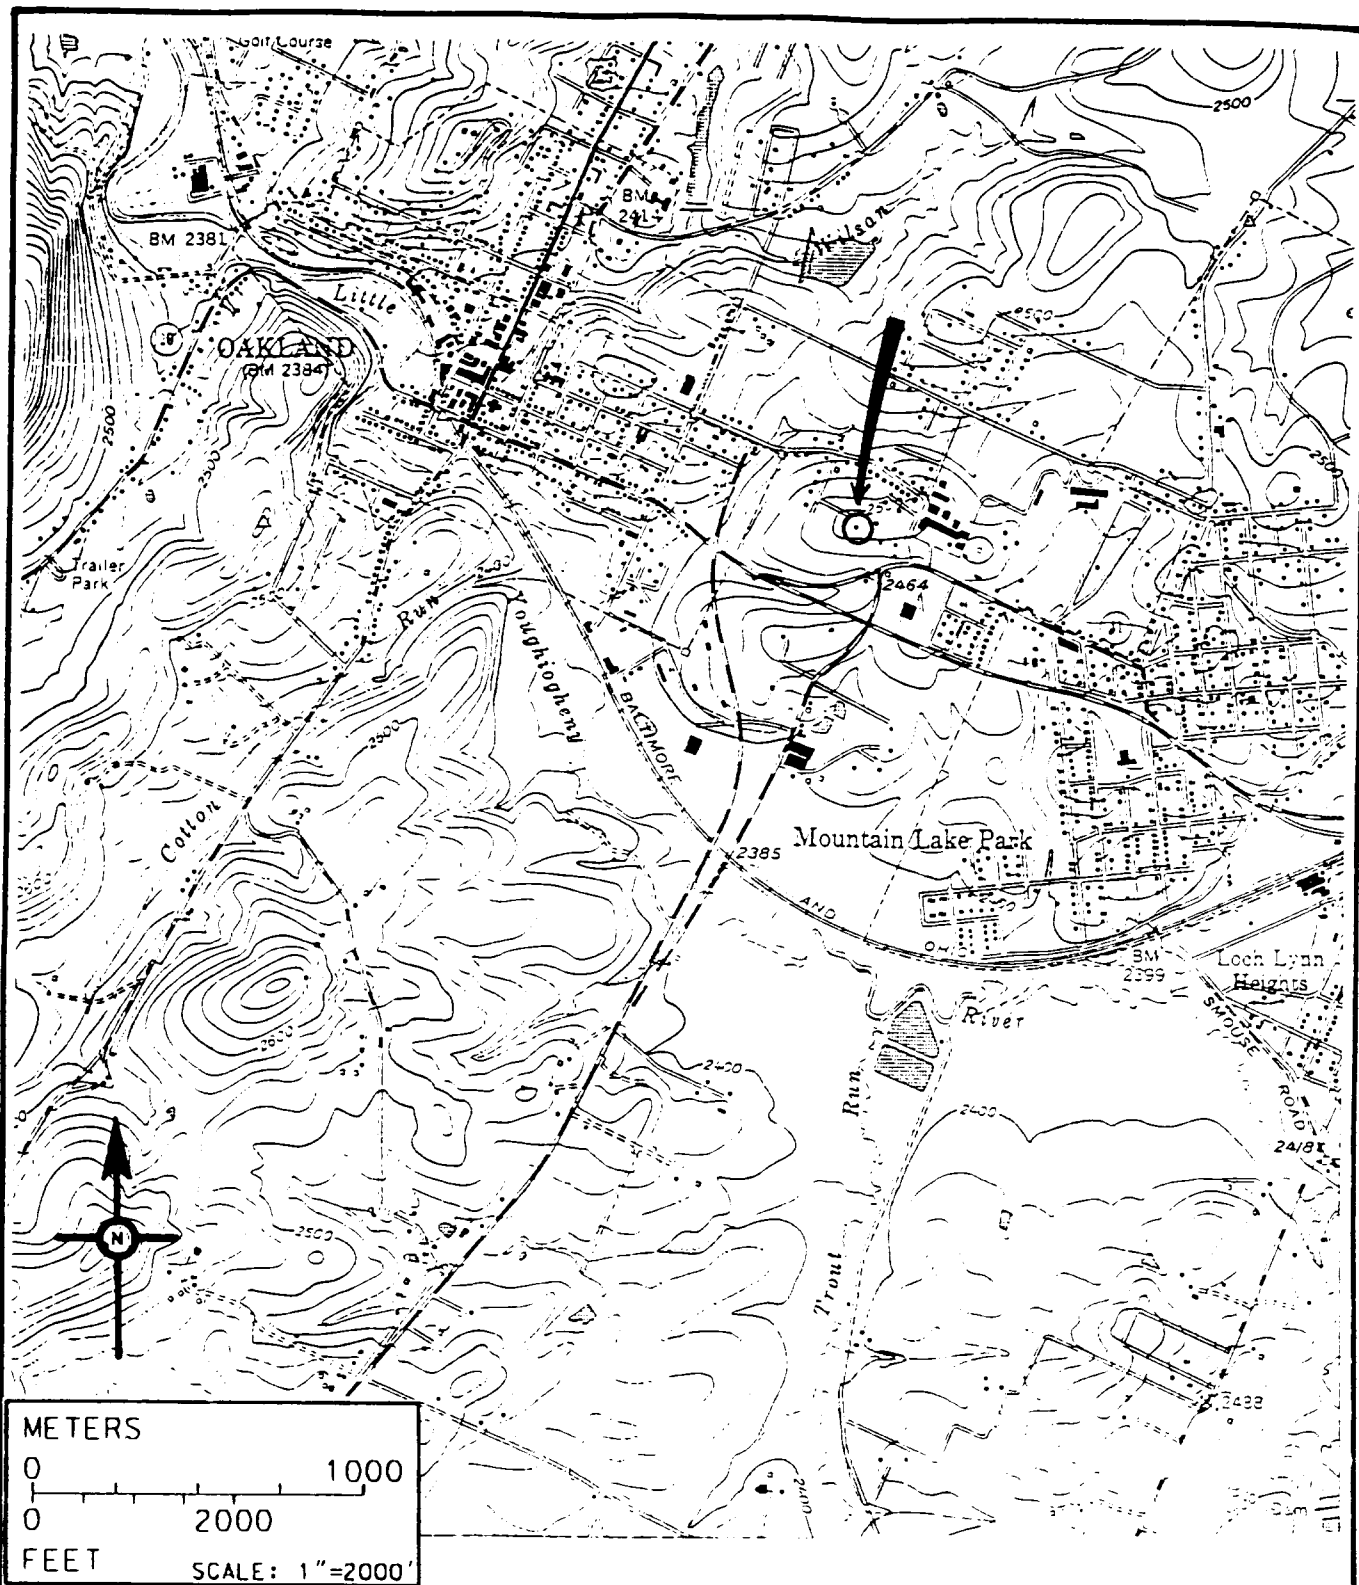 Golf Course
2500
BM
241
Wilson
BM 2381
Little
OAKLAND
(BM 2384)
2500
2500
2500
Trailer
Park
2464
Run
Youghiogheny
BALTIMORE
2500
Cotton
Mountain Lake Park
2385
AND
OHIO
BM
2399
Loch Lynn
Heights
River
SMOUSE
ROAD
2600
2400
Run
2400
2418
N
2500
Trout
2488
2400
METERS
0 1000
0 2000
FEET SCALE: 1"=2000'